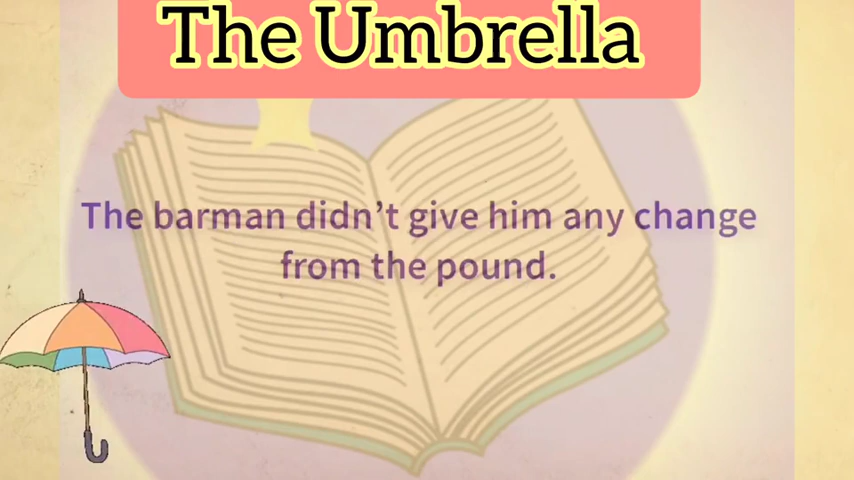 The Umbrella
The barman didn’t give him any change
from the pound.